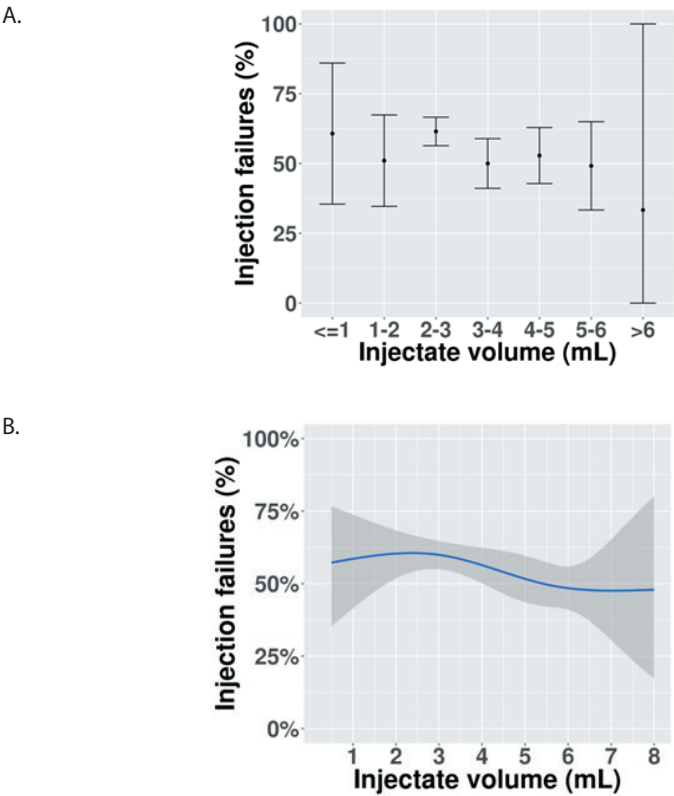 A.
Injection failures (%)
100
75
50
25
0
<=1 1-2 2-3 3-4 4-5 5-6 >6
Injectate volume (mL)
B.
Injection failures (%)
100%
75%
50%
25%
0%
1 2 3 4 5 6 7 8
Injectate volume (mL)